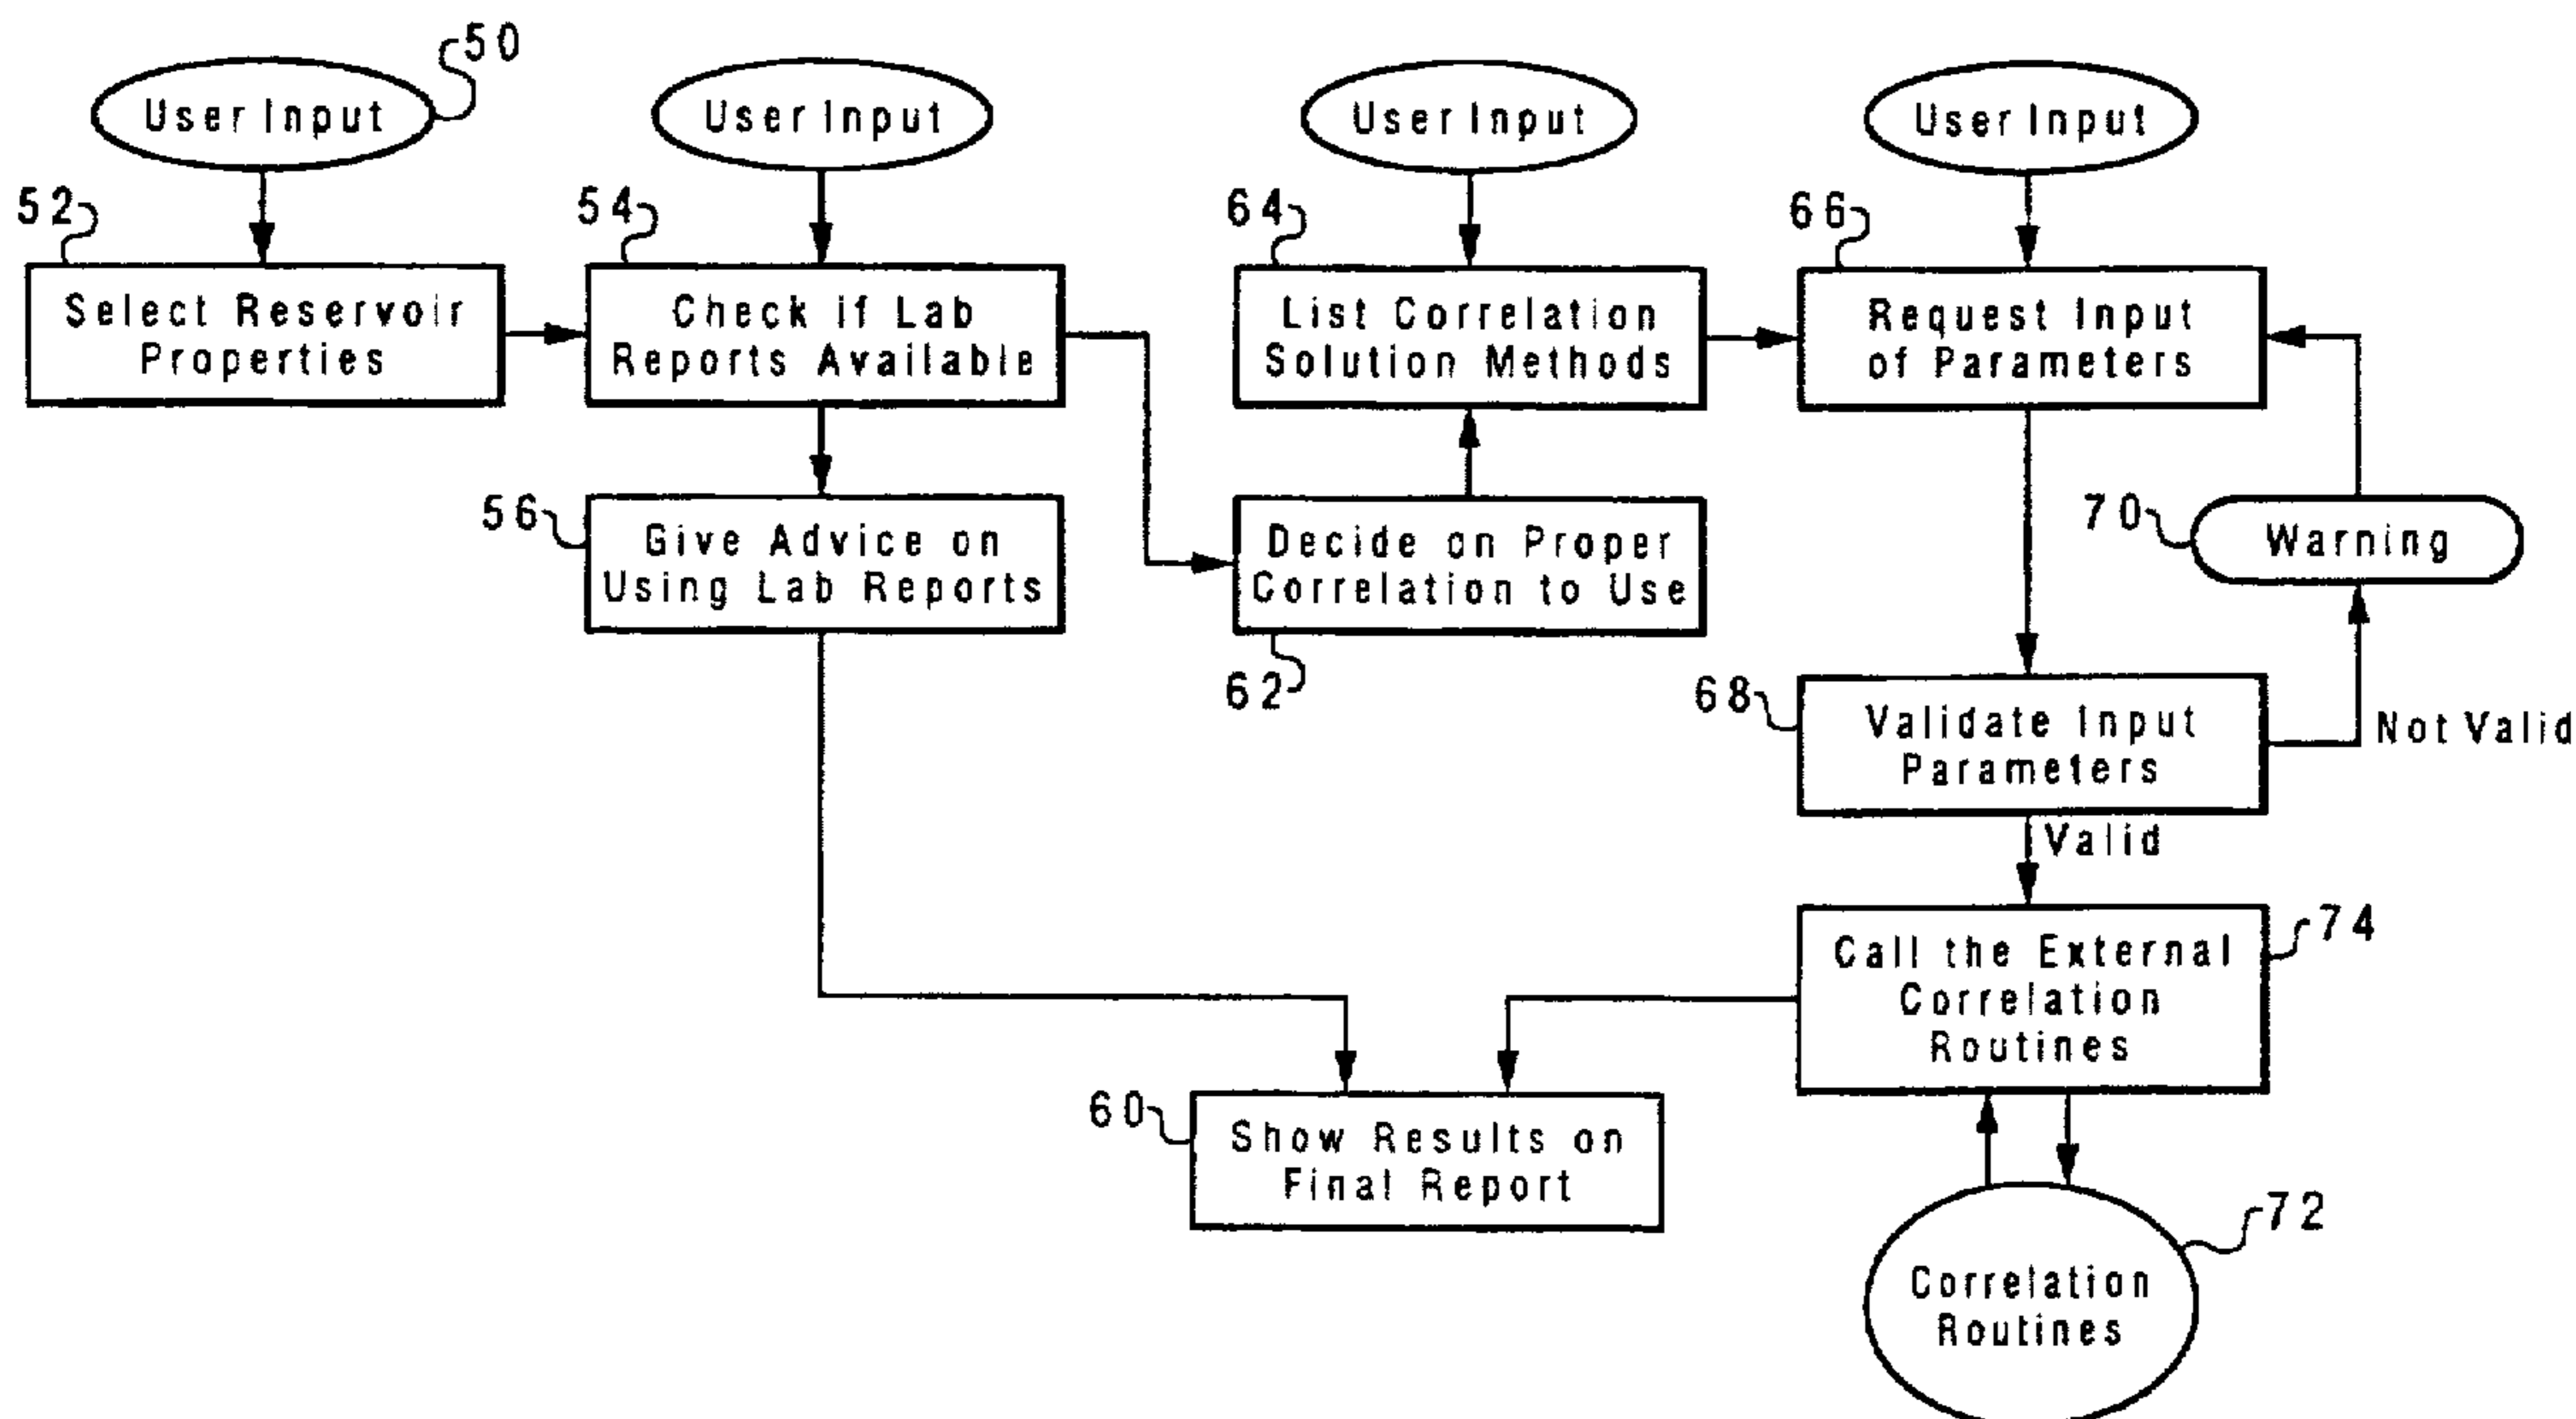 50
User Input
User Input
User Input
User Input
52
54
64
66
Select Reservoir
Properties
Check if Lab
Reports Available
List Correlation
Solution Methods
Request Input
of Parameters
56
Give Advice on
Using Lab Reports
Decide on Proper
Correlation to Use
62
70
Warning
68
Validate Input
Parameters
Not Valid
Valid
74
Call the External
Correlation
Routines
60
Show Results on
Final Report
72
Correlation
Routines